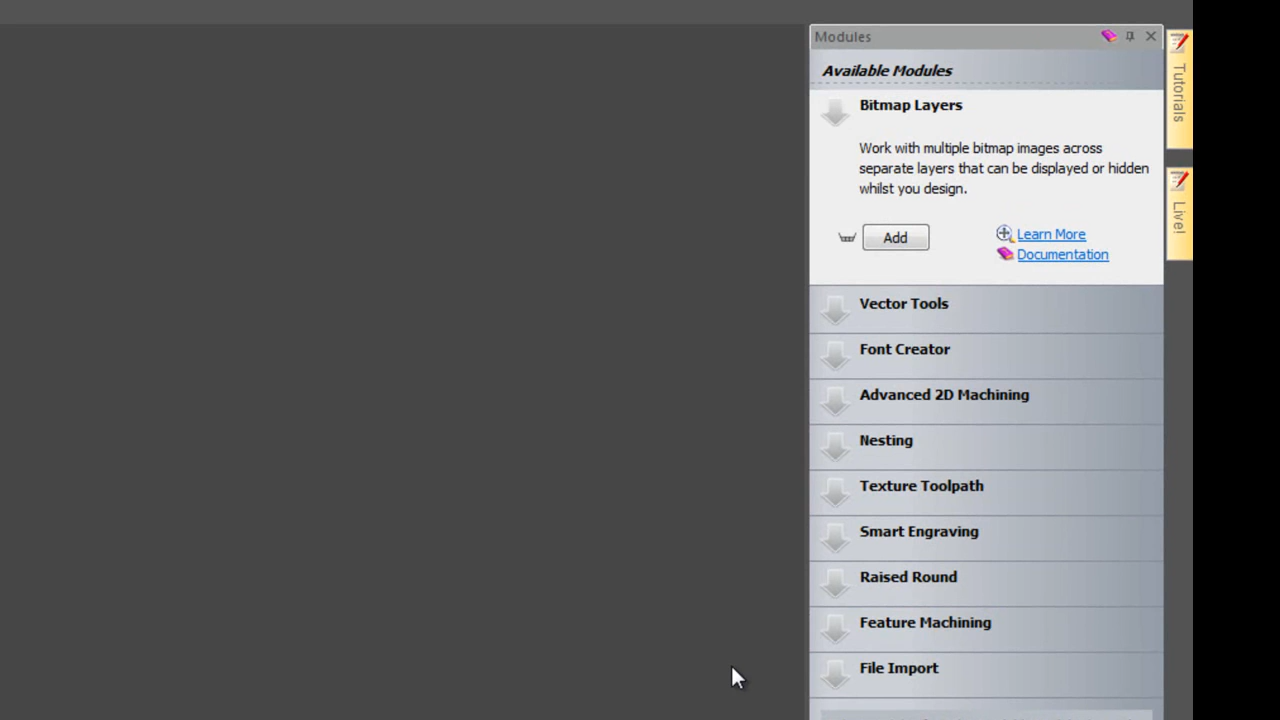 Modules
Available Modules
Bitmap Layers
Work with multiple bitmap images across
separate layers that can be displayed or hidden
whilst you design.
Add
Learn More
Documentation
Vector Tools
Font Creator
Advanced 2D Machining
Nesting
Texture Toolpath
Smart Engraving
Raised Round
Feature Machining
File Import
Tutorials
Live!